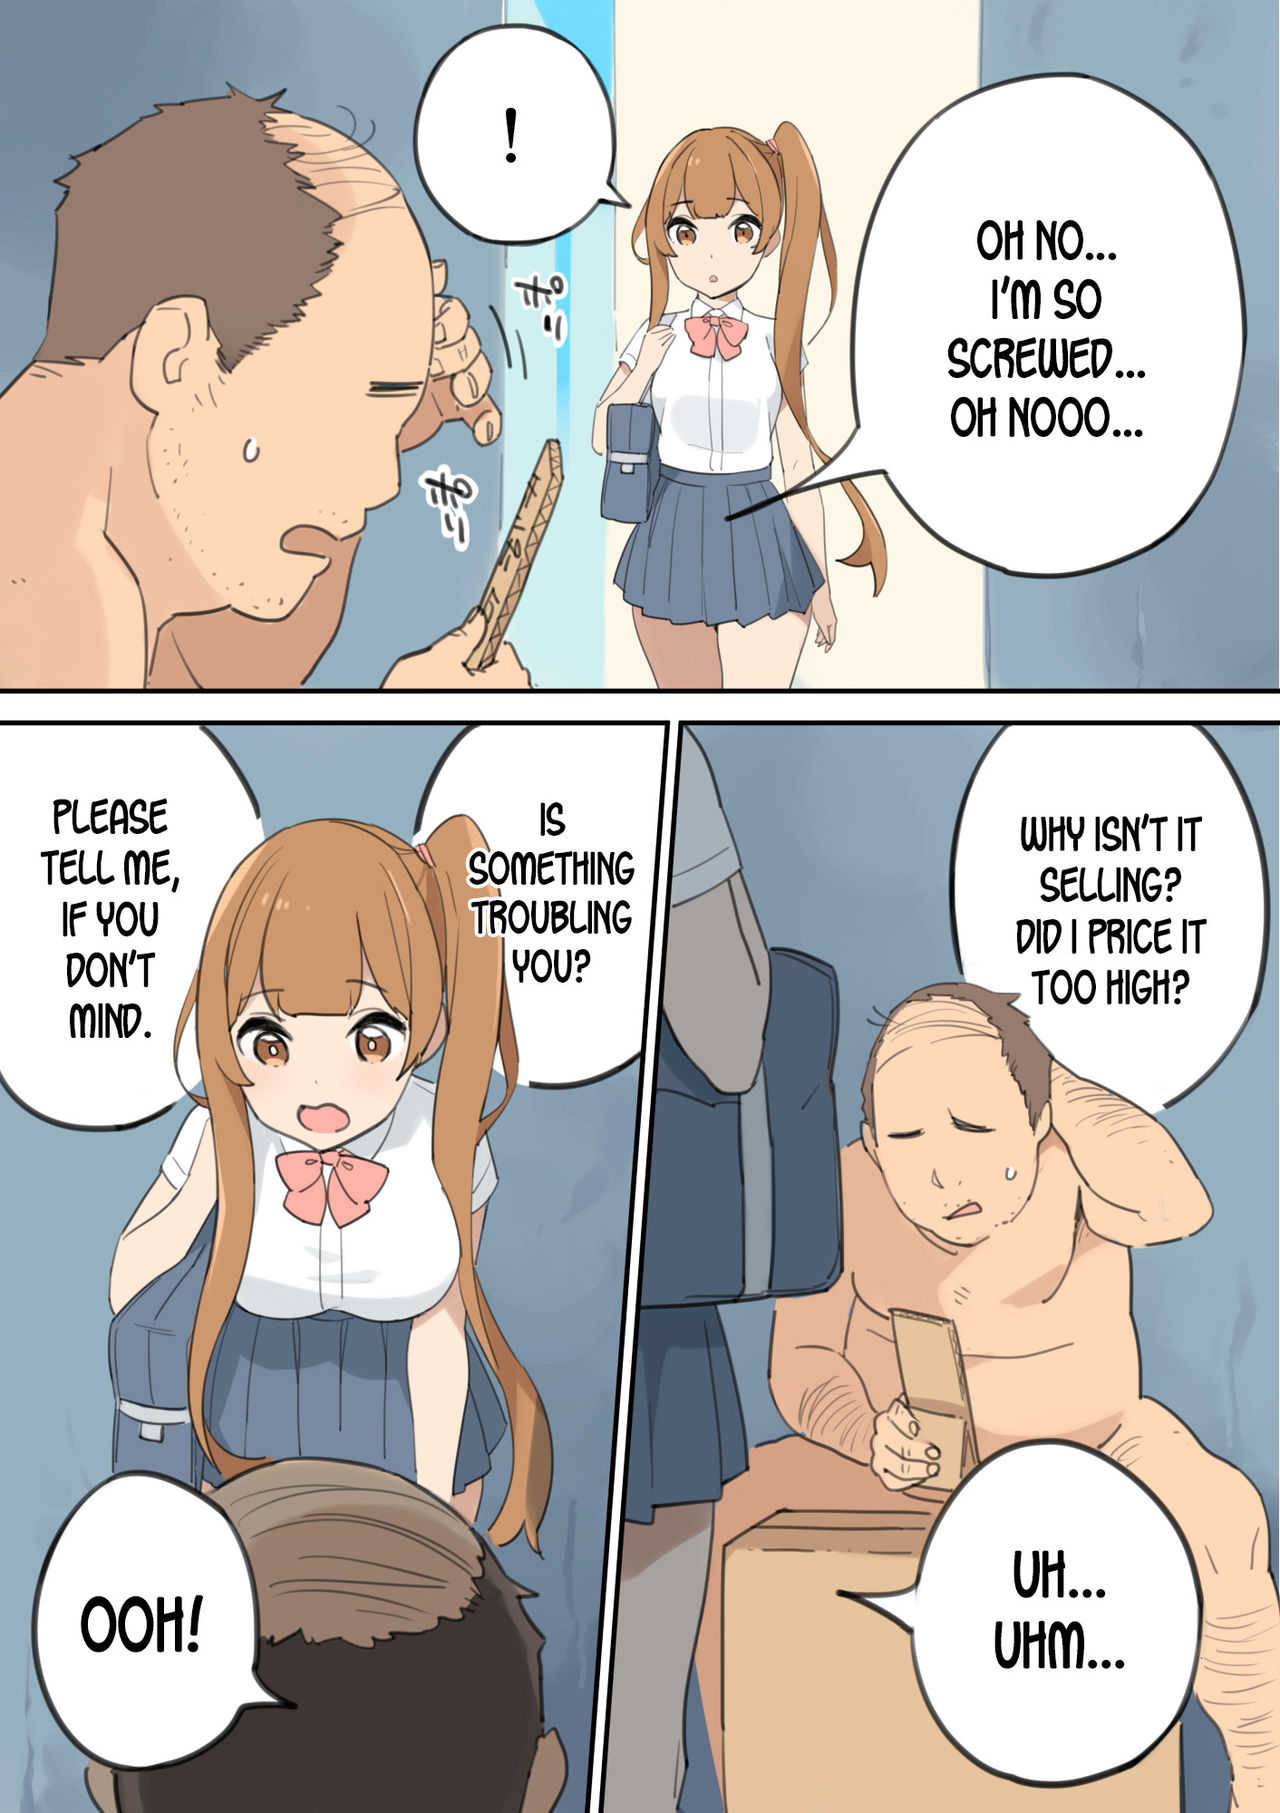 OH NO...
I'M SO
SCREWED...
OH NOOO...
!
ポリ
ポリ
WHY ISN'T IT
SELLING?
DID I PRICE IT
TOO HIGH?
UH...
UHM...
IS
SOMETHING
TROUBLING
YOU?
PLEASE
TELL ME,
IF YOU
DON'T
MIND.
OOH!